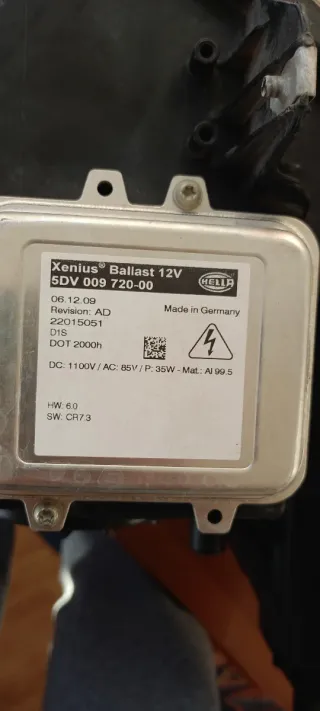 Xenius® Ballast 12V
5DV 009 720-00
HELLA
06.12.09
Made in Germany
Revision: AD
22015051
D1S
DOT 2000h
DC: 1100V / AC: 85V / P: 35W - Mat.: Al 99.5
HW: 6.0
SW: CR7.3